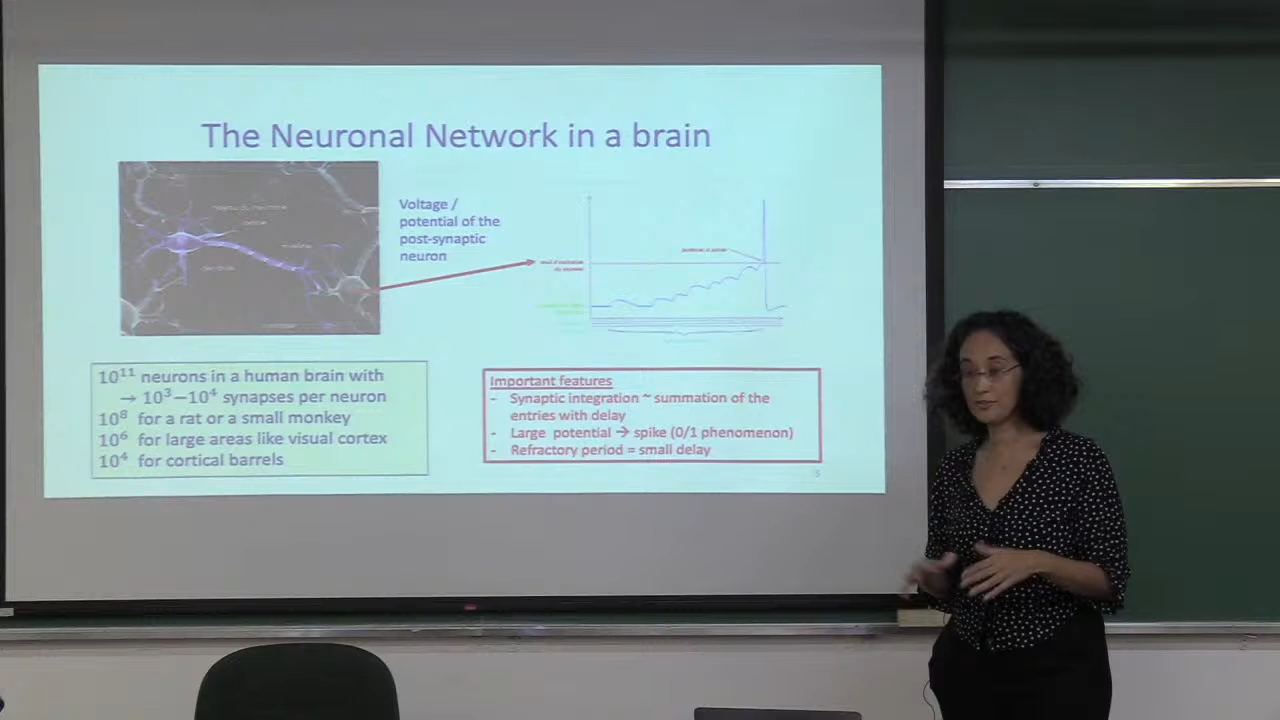 The Neuronal Network in a brain
Voltage /
potential of the
post-synaptic
neuron
10¹¹ neurons in a human brain with
→ 10³−10⁴ synapses per neuron
10⁸ for a rat or a small monkey
10⁶ for large areas like visual cortex
10⁴ for cortical barrels
Important features
- Synaptic integration ~ summation of the
entries with delay
- Large potential → spike (0/1 phenomenon)
- Refractory period = small delay